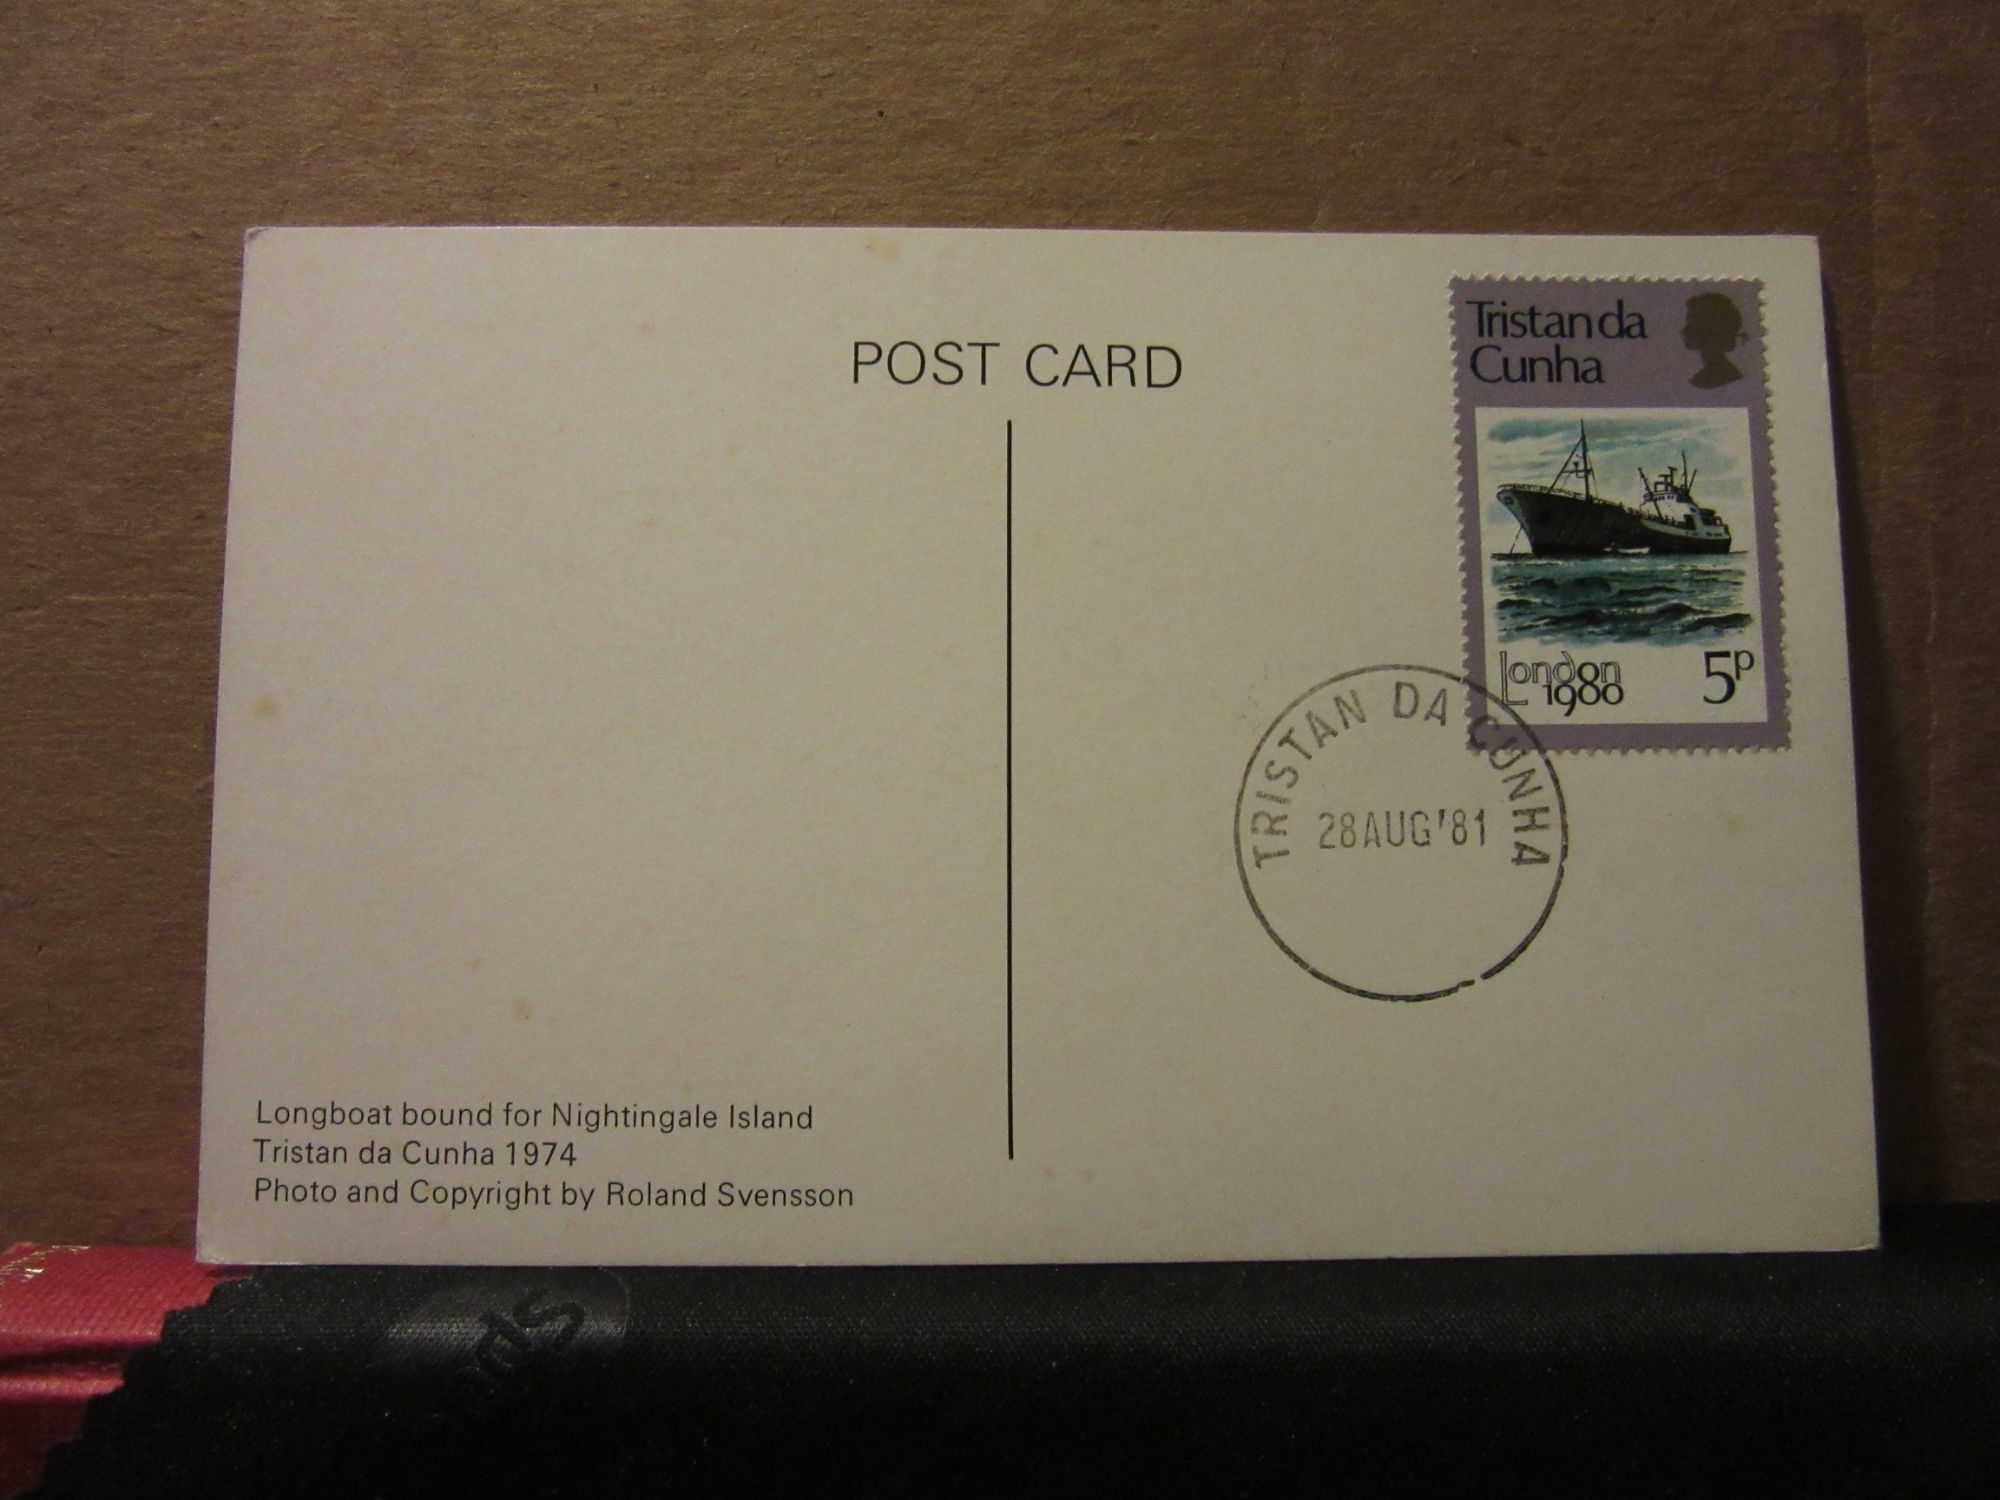 POST CARD
Tristan da
Cunha
London
1980
5p
TRISTAN DA CUNHA
28AUG'81
Longboat bound for Nightingale Island
Tristan da Cunha 1974
Photo and Copyright by Roland Svensson